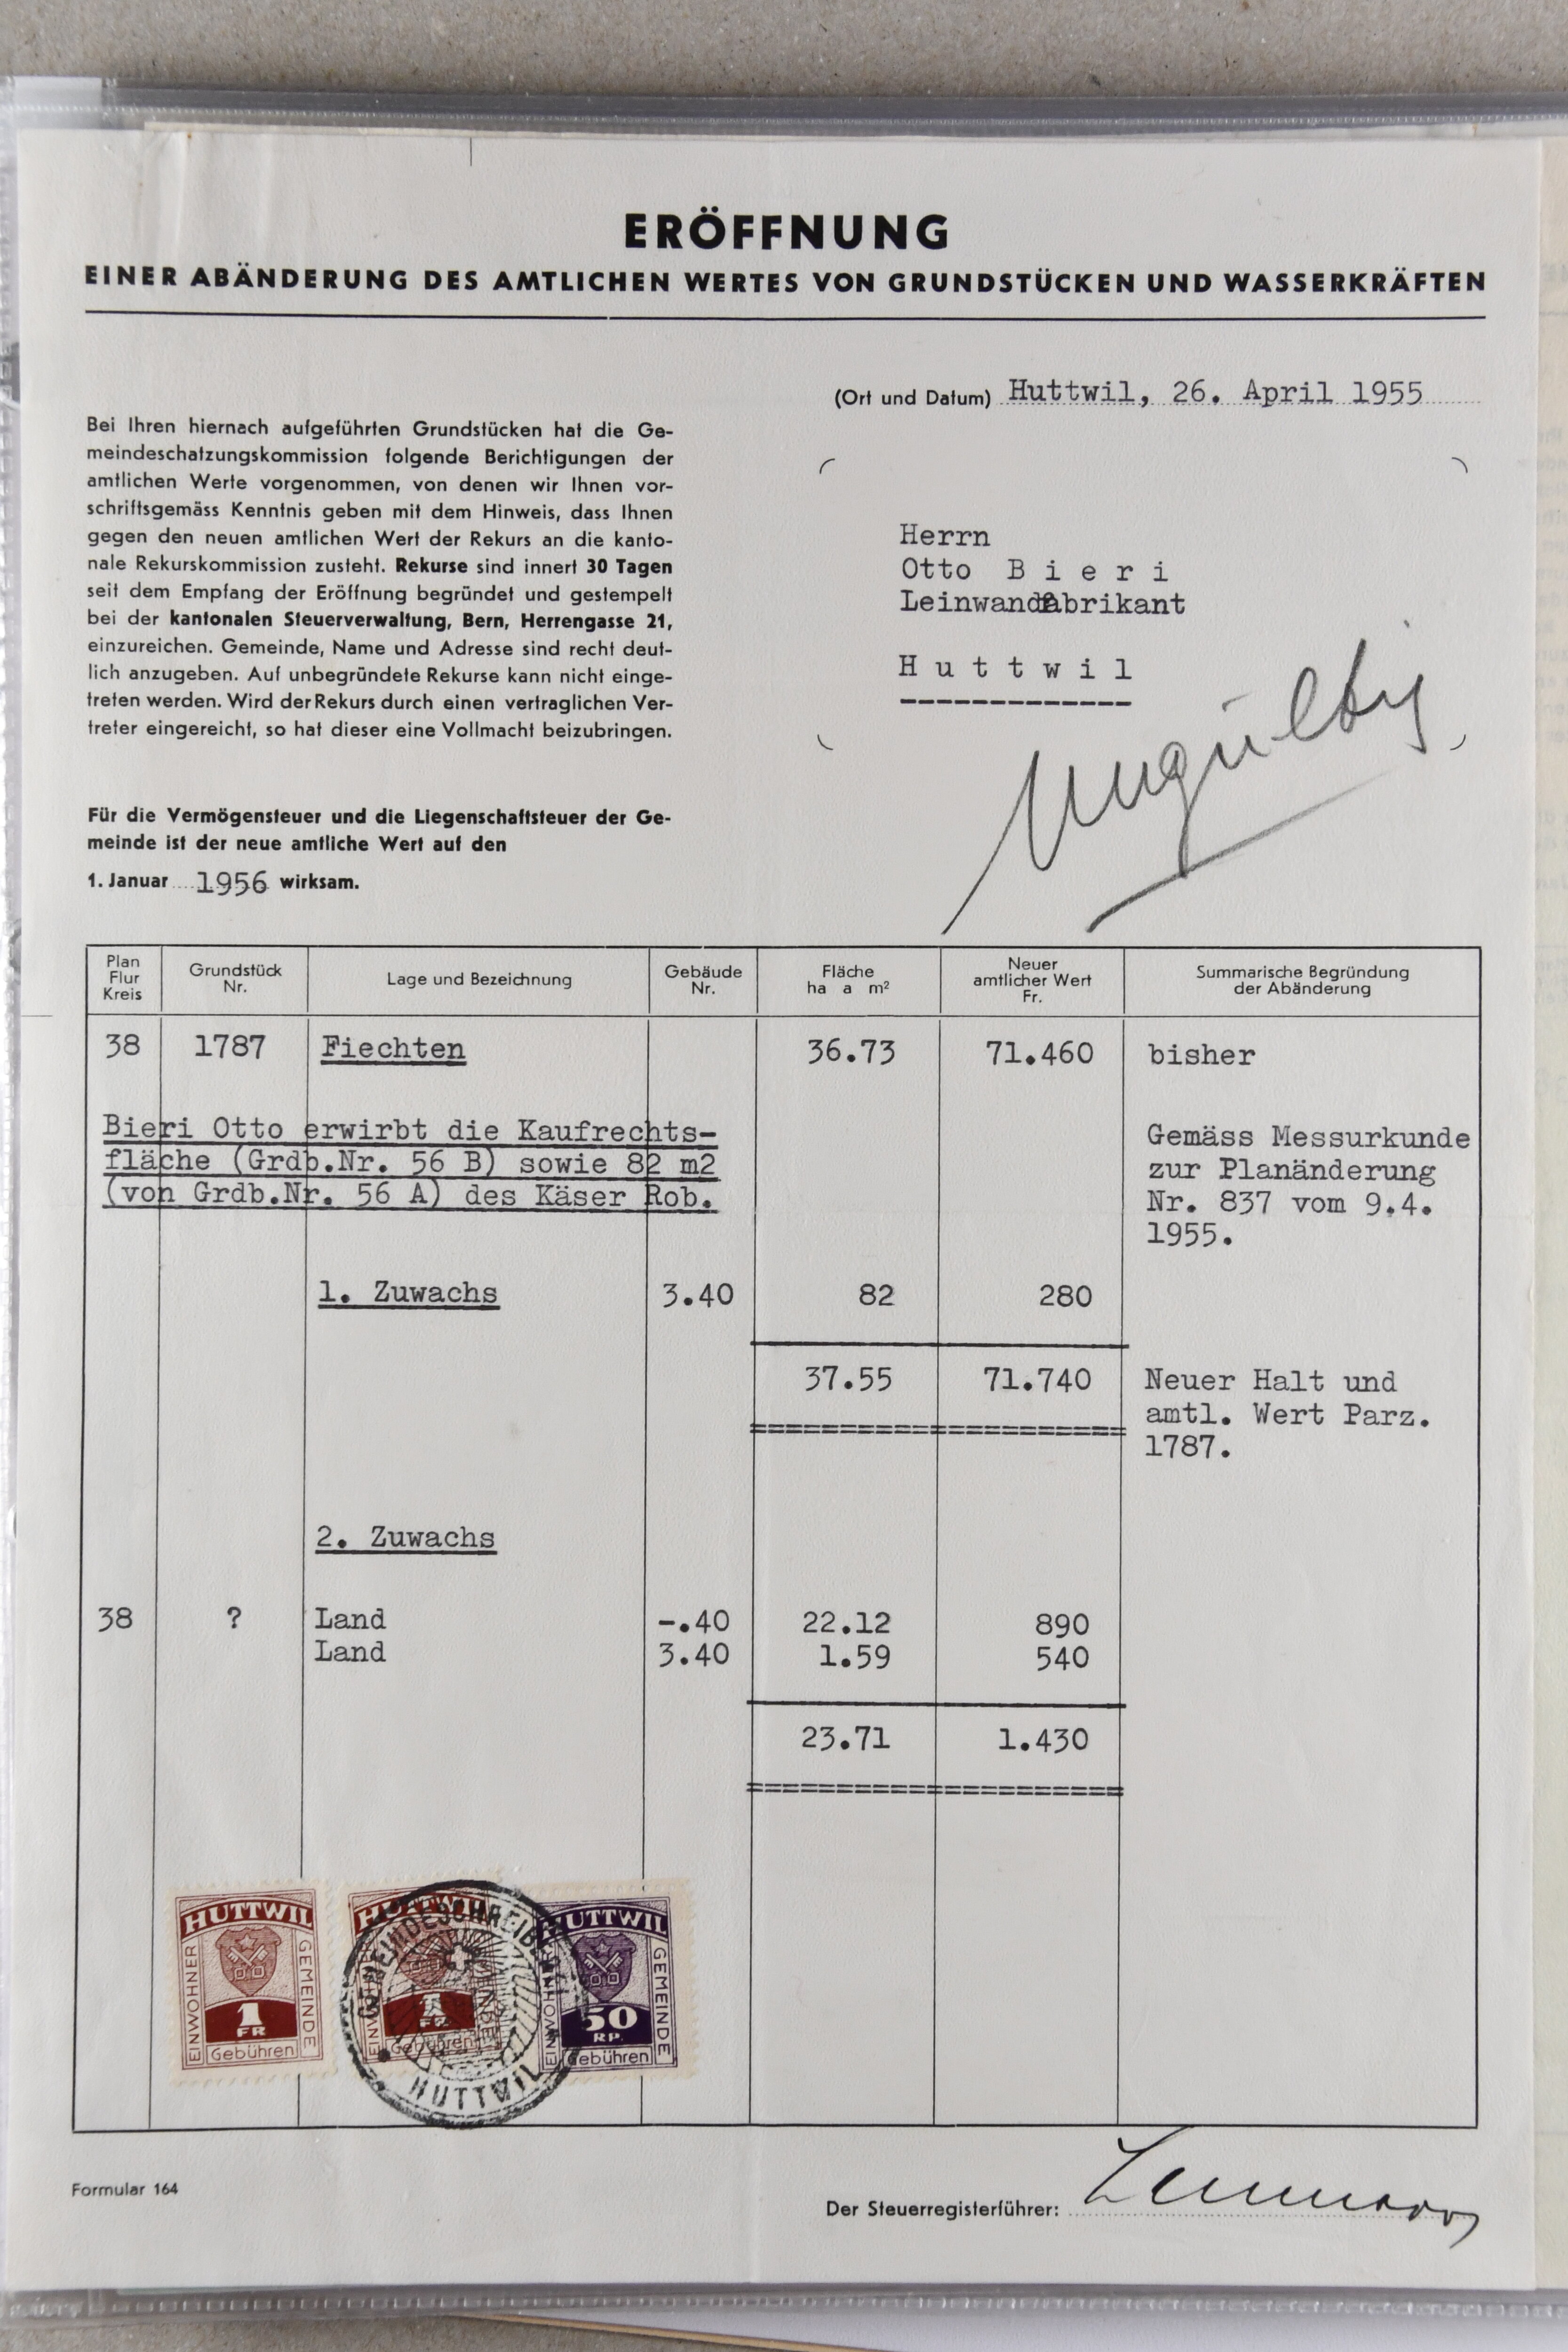 ERÖFFNUNG
EINER ABÄNDERUNG DES AMTLICHEN WERTES VON GRUNDSTÜCKEN UND WASSERKRÄFTEN
(Ort und Datum) Huttwil, 26. April 1955
Bei Ihren hiernach aufgeführten Grundstücken hat die Ge-
meindeschatzungskommission folgende Berichtigungen der
amtlichen Werte vorgenommen, von denen wir Ihnen vor-
schriftsgemäss Kenntnis geben mit dem Hinweis, dass Ihnen
gegen den neuen amtlichen Wert der Rekurs an die kanto-
nale Rekurskommission zusteht. Rekurse sind innert 30 Tagen
seit dem Empfang der Eröffnung begründet und gestempelt
bei der kantonalen Steuerverwaltung, Bern, Herrengasse 21,
einzureichen. Gemeinde, Name und Adresse sind recht deut-
lich anzugeben. Auf unbegründete Rekurse kann nicht einge-
treten werden. Wird der Rekurs durch einen vertraglichen Ver-
treter eingereicht, so hat dieser eine Vollmacht beizubringen.
Herrn
Otto B i e r i
Leinwandfabrikant
H u t t w i l
Ungültig
Für die Vermögensteuer und die Liegenschaftsteuer der Ge-
meinde ist der neue amtliche Wert auf den
1. Januar 1956 wirksam.
Plan Flur Kreis
Grundstück Nr.
Lage und Bezeichnung
Gebäude Nr.
Fläche ha a m²
Neuer amtlicher Wert Fr.
Summarische Begründung der Abänderung
38 1787 Fiechten 36.73 71.460 bisher
Bieri Otto erwirbt die Kaufrechts-
fläche (Grdb.Nr. 56 B) sowie 82 m2
(von Grdb.Nr. 56 A) des Käser Rob.
Gemäss Messurkunde
zur Planänderung
Nr. 837 vom 9.4.
1955.
1. Zuwachs 3.40 82 280
37.55 71.740 Neuer Halt und
amtl. Wert Parz.
1787.
2. Zuwachs
38 ? Land -.40 22.12 890
Land 3.40 1.59 540
23.71 1.430
HUTTWIL
EINWOHNER
GEMEINDE
1
FR
Gebühren
HUTTWIL
EINWOHNER
GEMEINDE
1
FR
Gebühren
HUTTWIL
EINWOHNER
GEMEINDE
50
RP.
Gebühren
GEMEINDESCHREIBEREI
HUTTWIL
Formular 164
Der Steuerregisterführer: